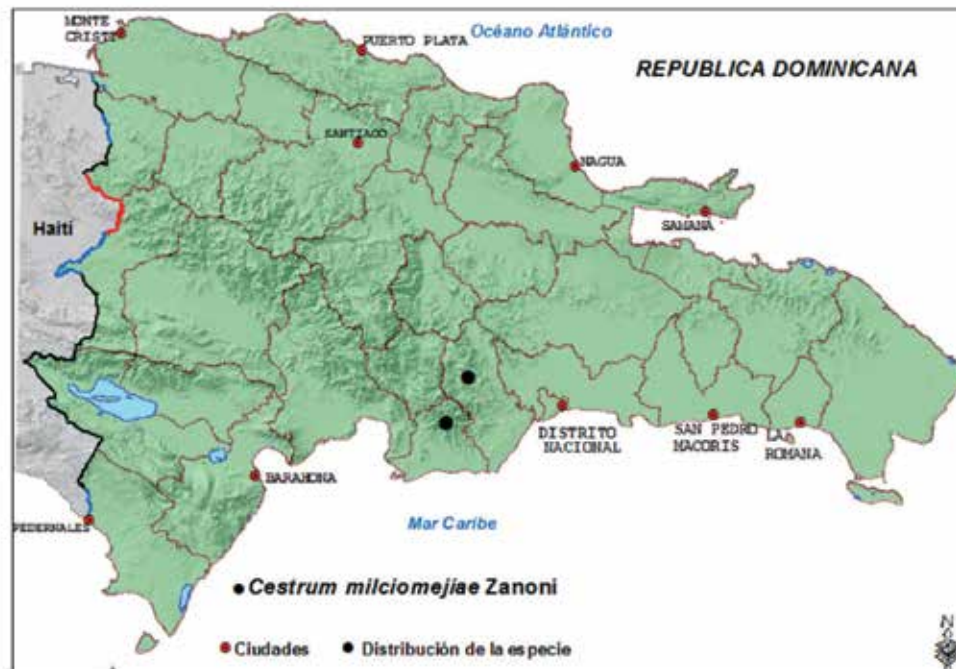 MONTE
CRISTI
PUERTO PLATA
Océano Atlántico
REPUBLICA DOMINICANA
SANTIAGO
NAGUA
SAMANA
Haití
DISTRITO
NACIONAL
SAN PEDRO
MACORIS
LA
ROMANA
BARAHONA
PEDERNALES
Mar Caribe
Cestrum milciomejiae Zanoni
Ciudades
Distribución de la especie
N